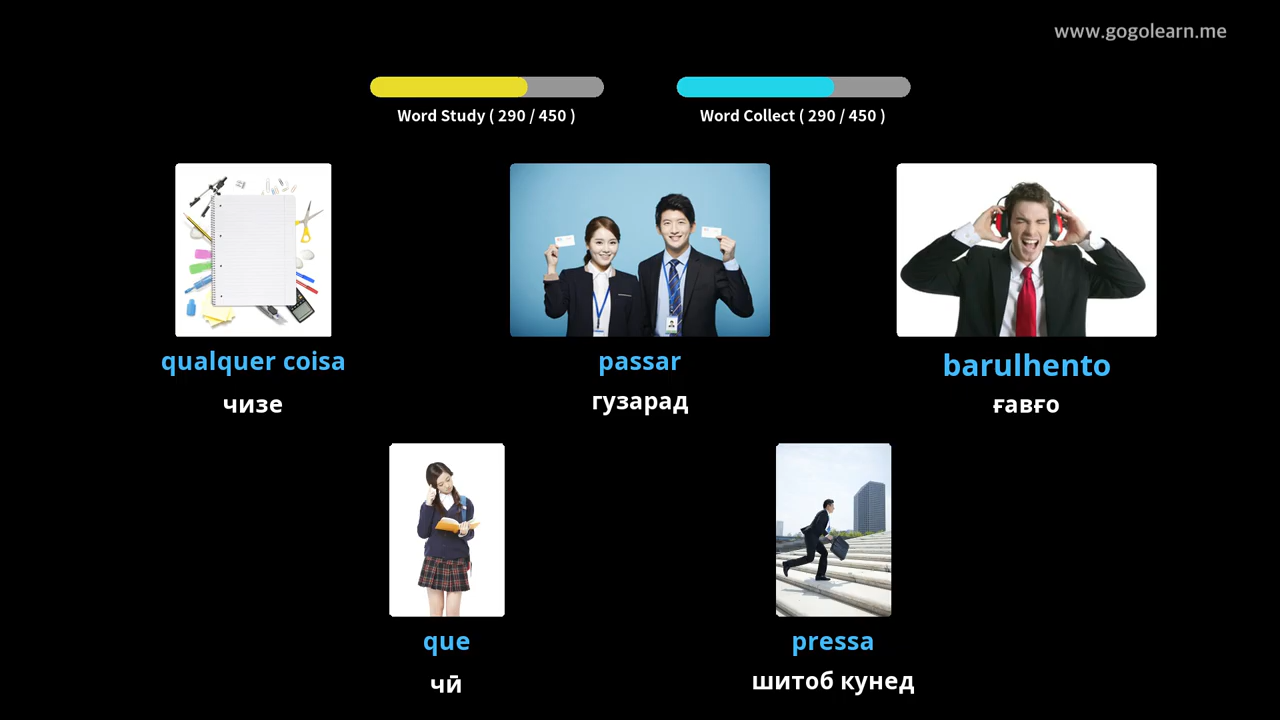 www.gogolearn.me
Word Study ( 290 / 450 )
Word Collect ( 290 / 450 )
qualquer coisa
чизе
passar
гузарад
barulhento
ғавғо
que
чӣ
pressa
шитоб кунед